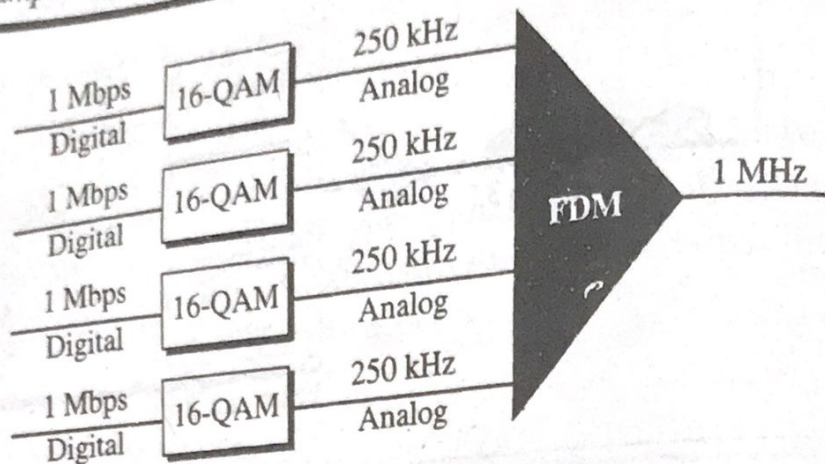 250 kHz
1 Mbps
16-QAM
Analog
Digital
250 kHz
1 Mbps
16-QAM
Analog
Digital
1 MHz
FDM
250 kHz
1 Mbps
16-QAM
Analog
Digital
250 kHz
1 Mbps
16-QAM
Analog
Digital